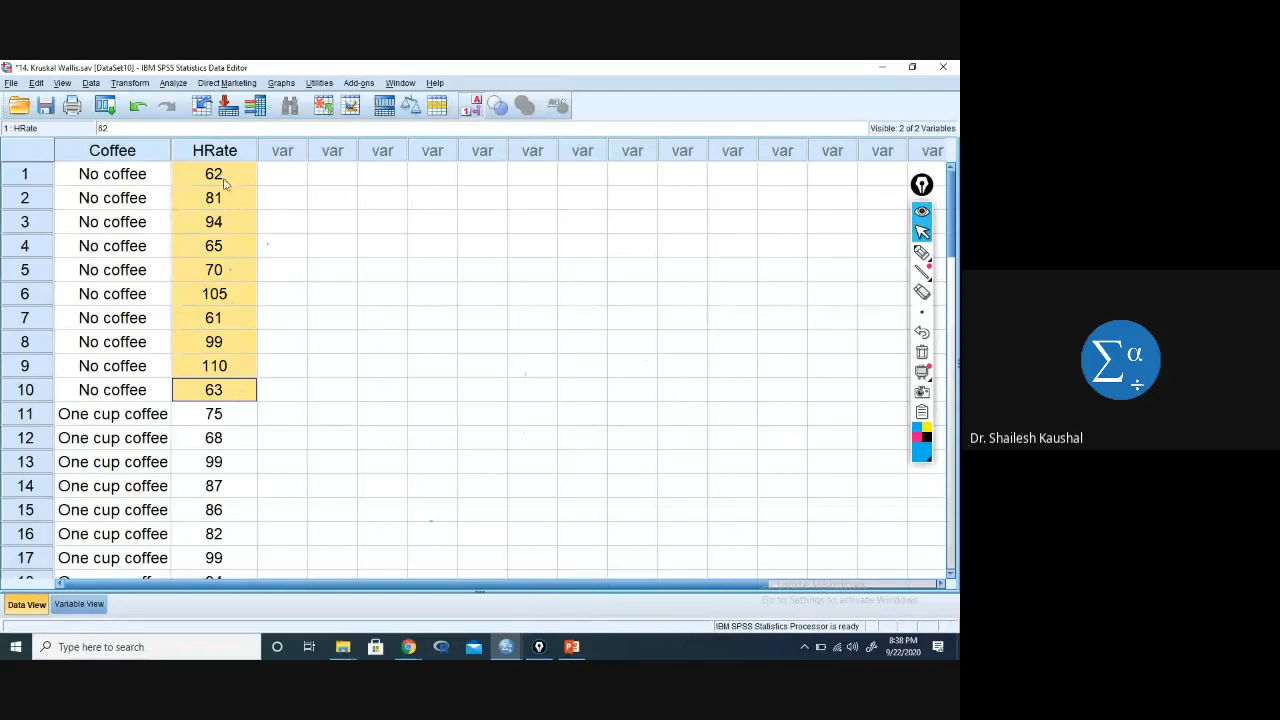 *14. Kruskal Wallis.sav [DataSet10] - IBM SPSS Statistics Data Editor
File Edit View Data Transform Analyze Direct Marketing Graphs Utilities Add-ons Window Help
1 : HRate 62 Visible: 2 of 2 Variables
Coffee HRate var var var var var var var var var var var var var var
1 No coffee 62
2 No coffee 81
3 No coffee 94
4 No coffee 65
5 No coffee 70
6 No coffee 105
7 No coffee 61
8 No coffee 99
9 No coffee 110
10 No coffee 63
11 One cup coffee 75
12 One cup coffee 68
13 One cup coffee 99
14 One cup coffee 87
15 One cup coffee 86
16 One cup coffee 82
17 One cup coffee 99
Σ α ÷
Dr. Shailesh Kaushal
Data View Variable View
Go to Settings to activate Windows.
IBM SPSS Statistics Processor is ready
Type here to search
8:38 PM
9/22/2020